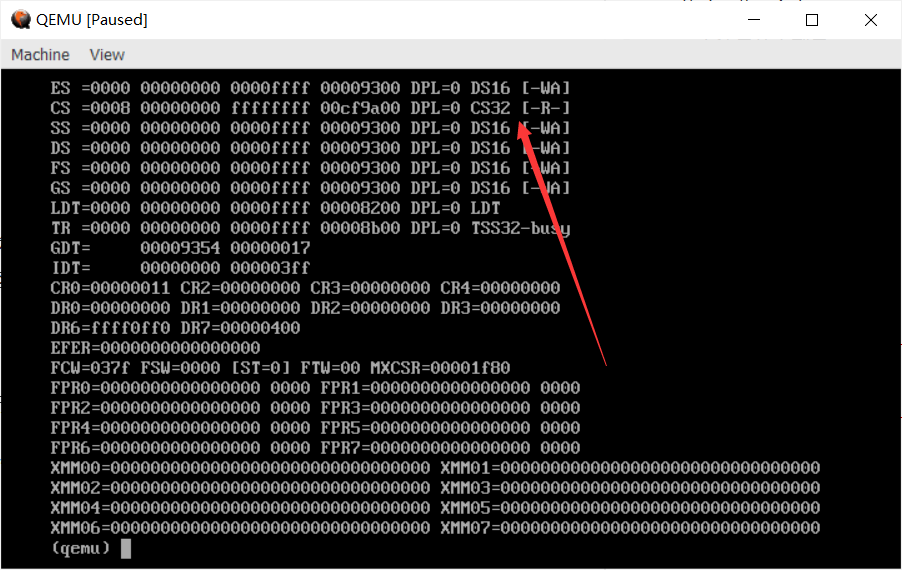 QEMU [Paused]
Machine View
ES =0000 00000000 0000ffff 00009300 DPL=0 DS16 [-WA]
CS =0008 00000000 ffffffff 00cf9a00 DPL=0 CS32 [-R-]
SS =0000 00000000 0000ffff 00009300 DPL=0 DS16 [-WA]
DS =0000 00000000 0000ffff 00009300 DPL=0 DS16 [-WA]
FS =0000 00000000 0000ffff 00009300 DPL=0 DS16 [-WA]
GS =0000 00000000 0000ffff 00009300 DPL=0 DS16 [-WA]
LDT=0000 00000000 0000ffff 00008200 DPL=0 LDT
TR =0000 00000000 0000ffff 00008b00 DPL=0 TSS32-busy
GDT=     00009354 00000017
IDT=     00000000 000003ff
CR0=00000011 CR2=00000000 CR3=00000000 CR4=00000000
DR0=00000000 DR1=00000000 DR2=00000000 DR3=00000000
DR6=ffff0ff0 DR7=00000400
EFER=0000000000000000
FCW=037f FSW=0000 [ST=0] FTW=00 MXCSR=00001f80
FPR0=0000000000000000 0000 FPR1=0000000000000000 0000
FPR2=0000000000000000 0000 FPR3=0000000000000000 0000
FPR4=0000000000000000 0000 FPR5=0000000000000000 0000
FPR6=0000000000000000 0000 FPR7=0000000000000000 0000
XMM00=00000000000000000000000000000000 XMM01=00000000000000000000000000000000
XMM02=00000000000000000000000000000000 XMM03=00000000000000000000000000000000
XMM04=00000000000000000000000000000000 XMM05=00000000000000000000000000000000
XMM06=00000000000000000000000000000000 XMM07=00000000000000000000000000000000
(qemu)